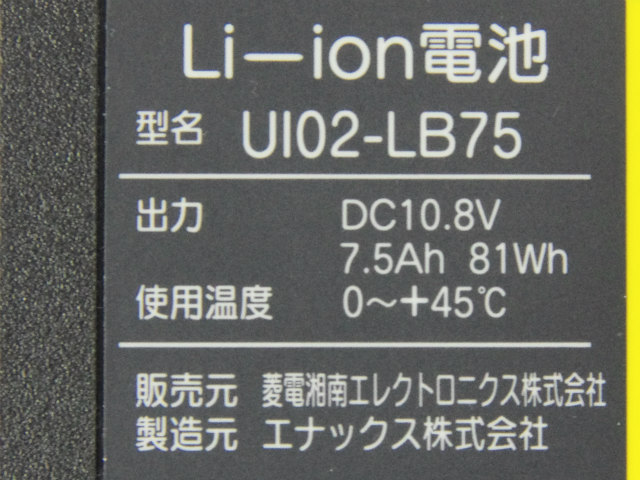 Li-ion電池
型名 UI02-LB75
出力 DC10.8V
7.5Ah 81Wh
使用温度 0～+45℃
販売元 菱電湘南エレクトロニクス株式会社
製造元 エナックス株式会社